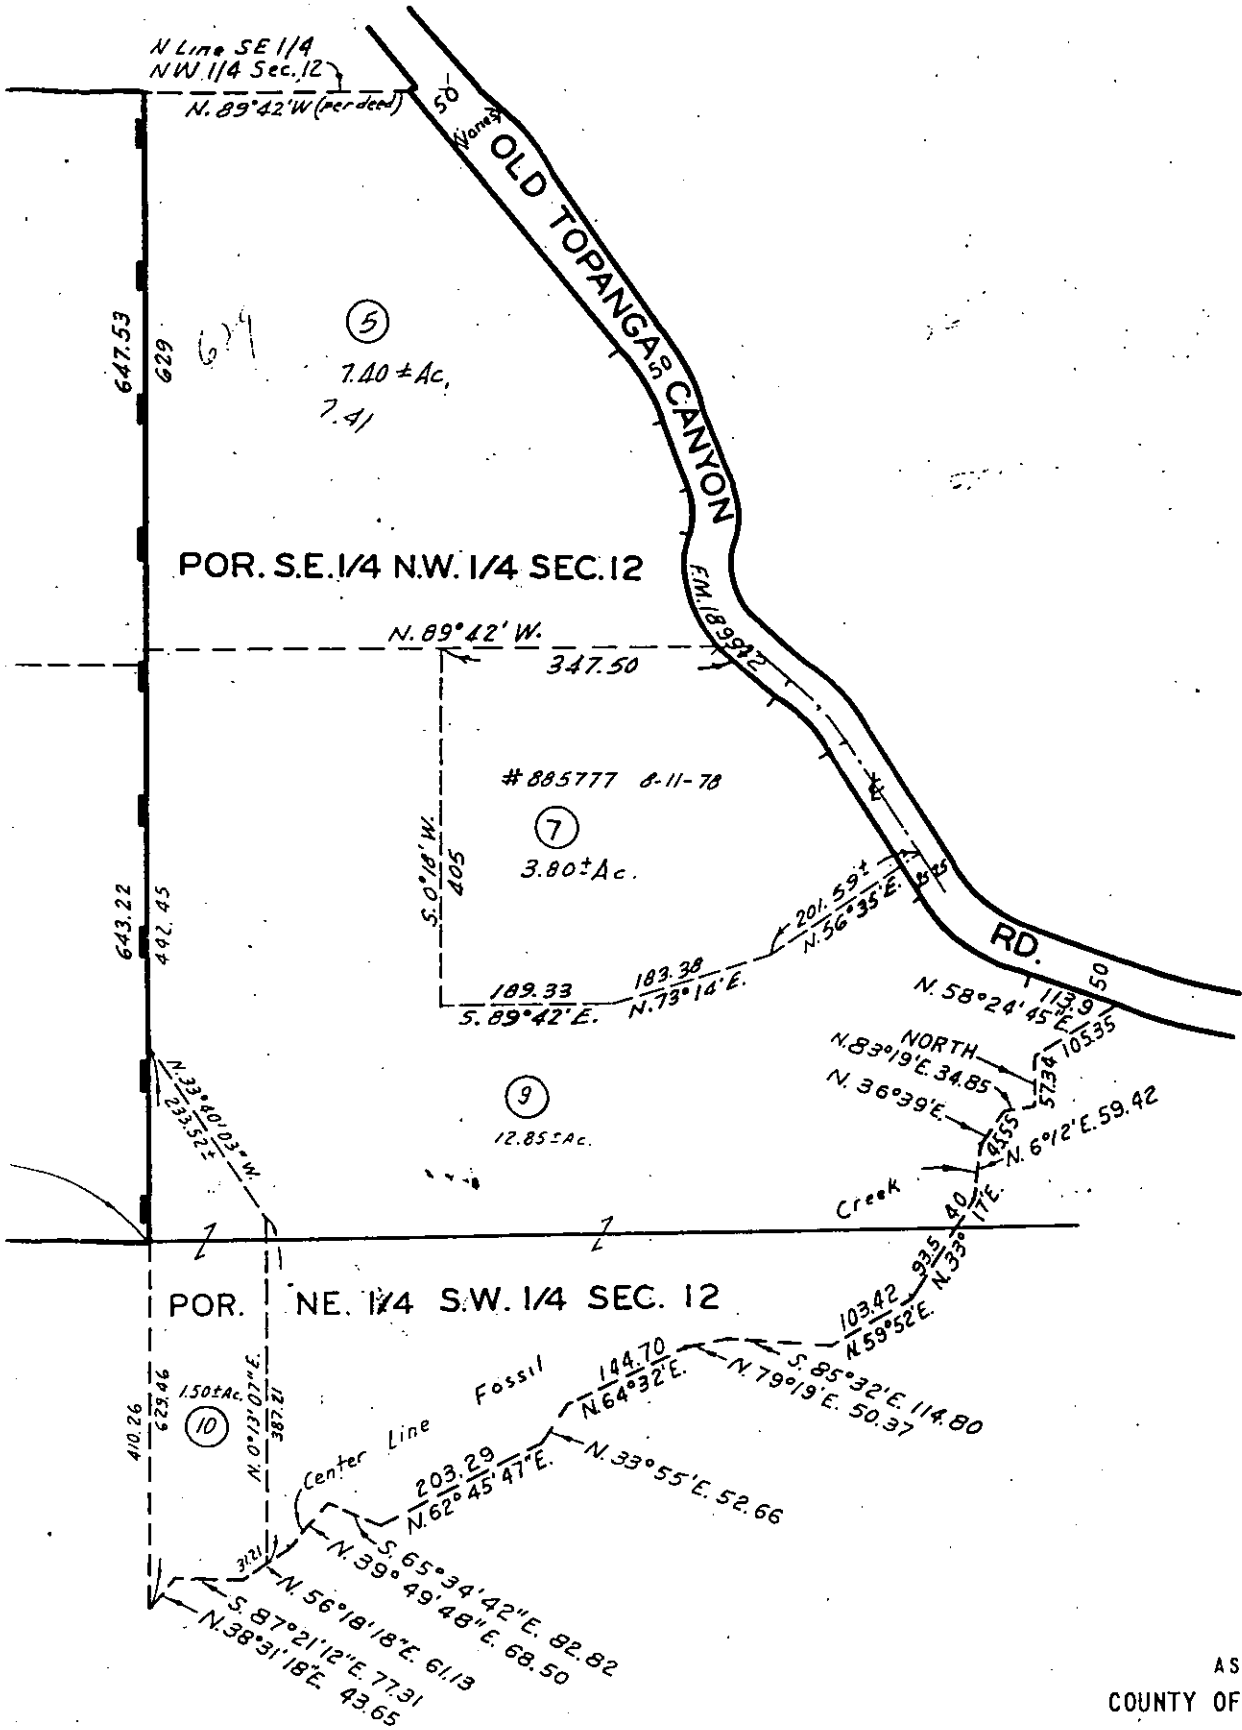 N Line SE 1/4
NW 1/4 Sec. 12
N. 89°42'W (per deed)
50
OLD TOPANGA CANYON
50
647.53
629
5
7.40 ± Ac.
7.41
POR. S.E. 1/4 N.W. 1/4 SEC. 12
F.M. 18994-2
N. 89°42' W.
347.50
# 885777 8-11-78
7
3.80± Ac.
S. 0°18' W.
405
643.22
442.45
201.59±
N. 56°35' E.
25 25
189.33
S. 89°42' E.
183.38
N. 73°14' E.
RD.
50
N. 58°24'45" E.
113.9
105.35
NORTH
57.34
N. 83°19'E. 34.85
N. 36°39'E.
45.55
N. 6°12'E. 59.42
N. 33°40'03" W.
233.52±
9
12.85± Ac.
Creek
40
93.5
N. 33°17'E.
POR. NE. 1/4 S.W. 1/4 SEC. 12
103.42
N. 59°52'E.
S. 85°32'E. 114.80
N. 79°19'E. 50.37
144.70
N. 64°32'E.
Center Line Fossil
N. 33°55'E. 52.66
203.29
N. 62°45'47"E.
410.26
629.46
1.50± Ac.
10
N. 0°13'07"E.
387.21
31.21
S. 65°34'42"E. 82.82
N. 39°49'48"E. 68.50
N. 56°18'18"E. 61.13
S. 87°21'12"E. 77.31
N. 38°31'18"E. 43.65
AS
COUNTY OF